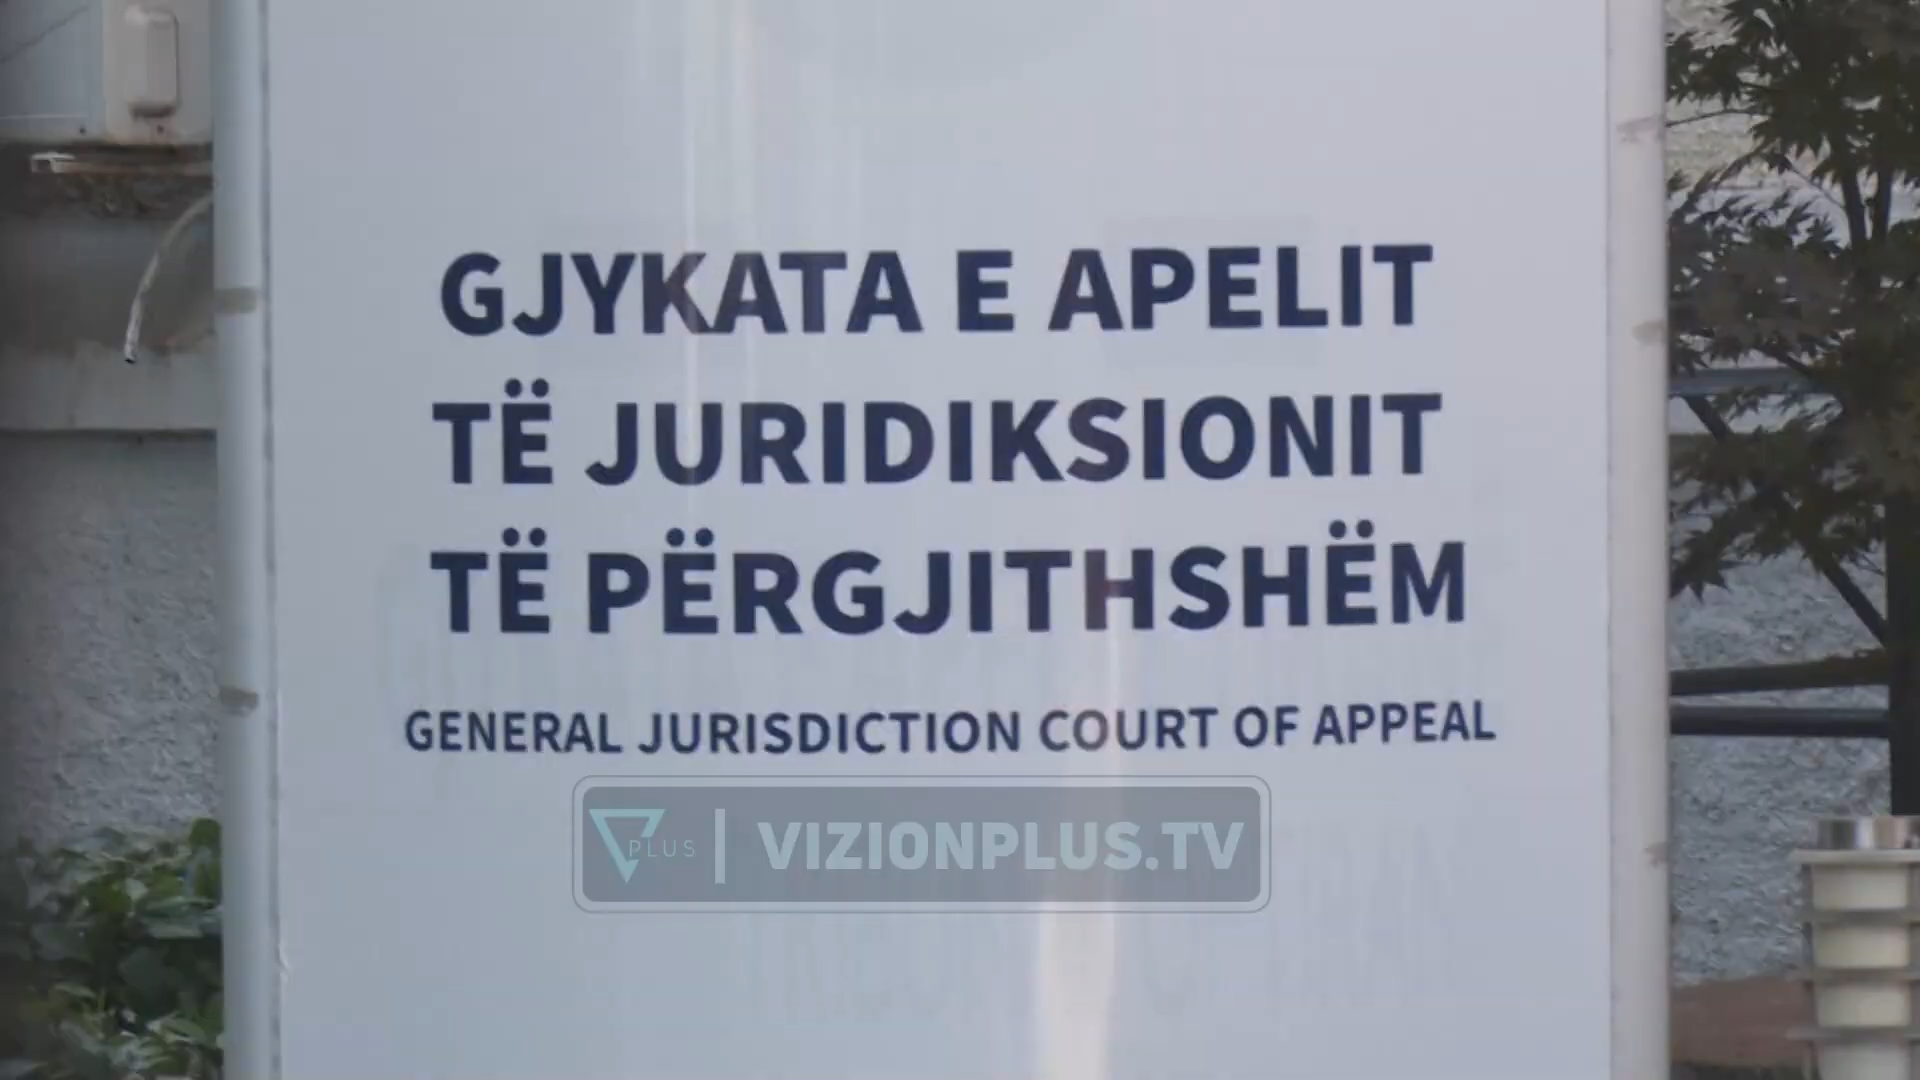 GJYKATA E APELIT
TË JURIDIKSIONIT
TË PËRGJITHSHËM
GENERAL JURISDICTION COURT OF APPEAL
PLUS | VIZIONPLUS.TV